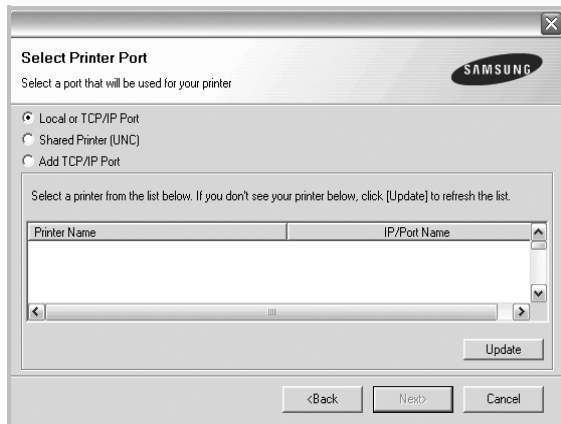 Select Printer Port
Select a port that will be used for your printer
SAMSUNG
Local or TCP/IP Port
Shared Printer (UNC)
Add TCP/IP Port
Select a printer from the list below. If you don't see your printer below, click [Update] to refresh the list.
Printer Name IP/Port Name
Update
<Back Next> Cancel